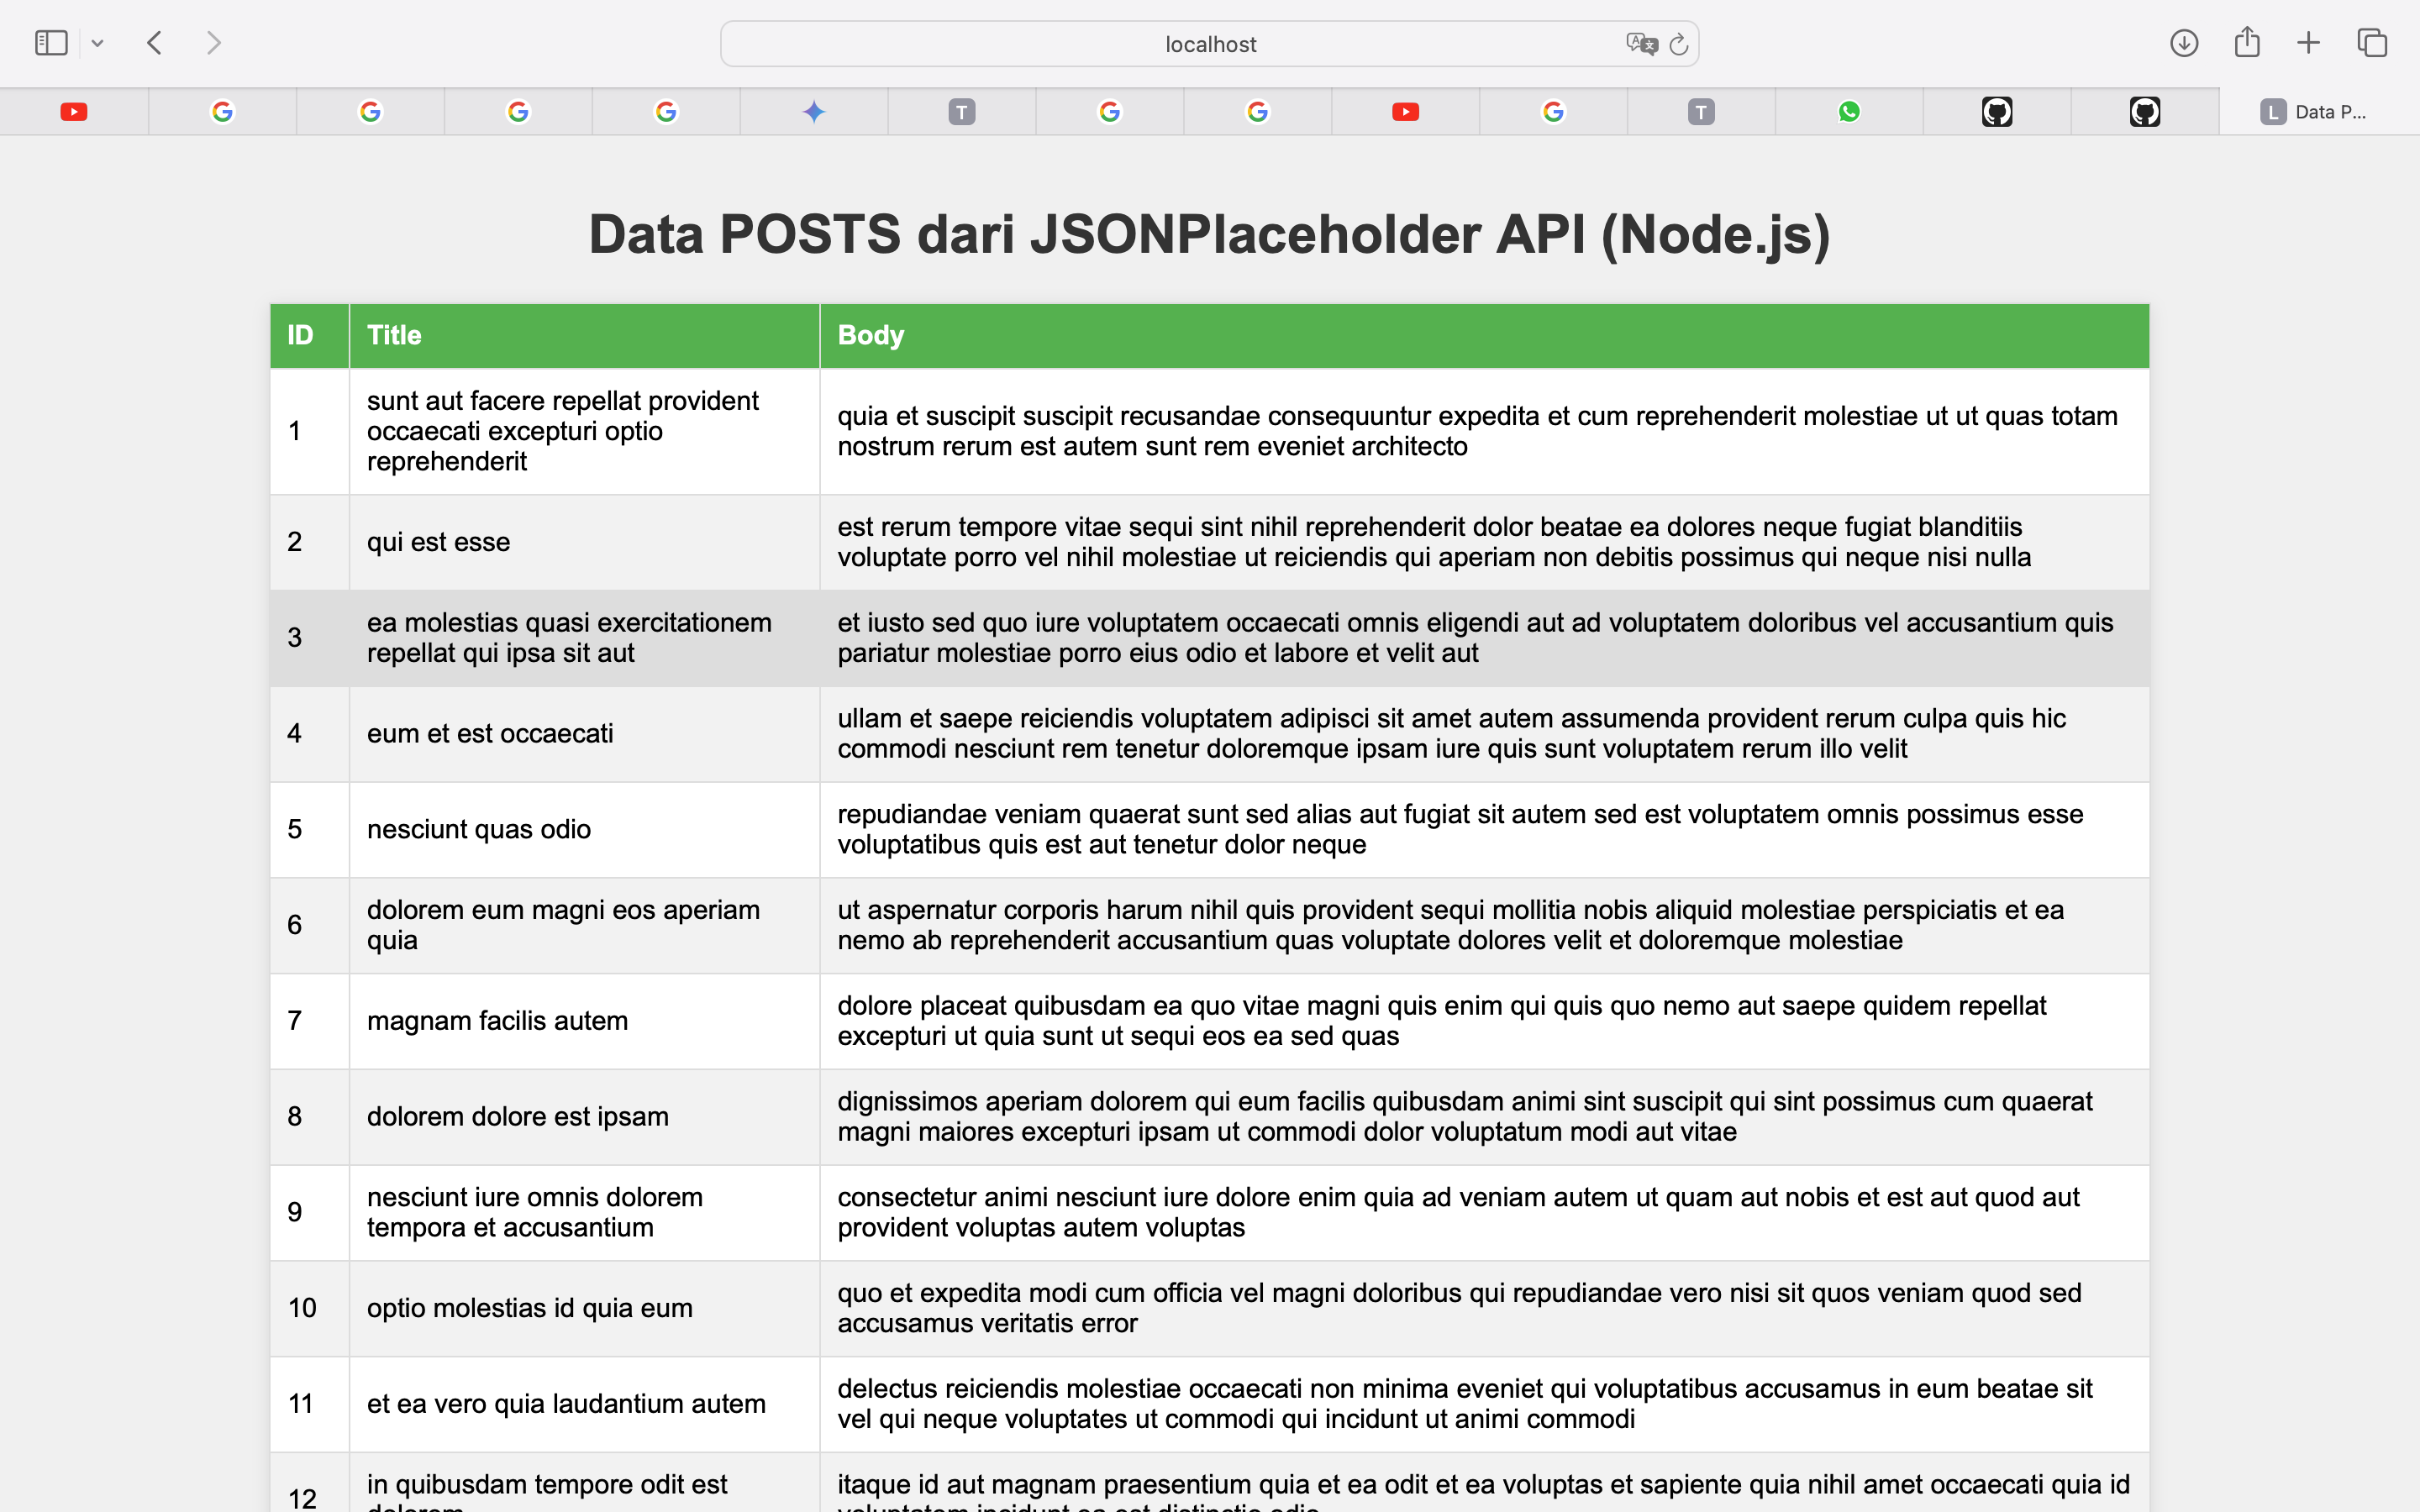 localhost
T
T
L Data P...
Data POSTS dari JSONPlaceholder API (Node.js)
ID Title Body
1
sunt aut facere repellat provident
occaecati excepturi optio
reprehenderit
quia et suscipit suscipit recusandae consequuntur expedita et cum reprehenderit molestiae ut ut quas totam
nostrum rerum est autem sunt rem eveniet architecto
2
qui est esse
est rerum tempore vitae sequi sint nihil reprehenderit dolor beatae ea dolores neque fugiat blanditiis
voluptate porro vel nihil molestiae ut reiciendis qui aperiam non debitis possimus qui neque nisi nulla
3
ea molestias quasi exercitationem
repellat qui ipsa sit aut
et iusto sed quo iure voluptatem occaecati omnis eligendi aut ad voluptatem doloribus vel accusantium quis
pariatur molestiae porro eius odio et labore et velit aut
4
eum et est occaecati
ullam et saepe reiciendis voluptatem adipisci sit amet autem assumenda provident rerum culpa quis hic
commodi nesciunt rem tenetur doloremque ipsam iure quis sunt voluptatem rerum illo velit
5
nesciunt quas odio
repudiandae veniam quaerat sunt sed alias aut fugiat sit autem sed est voluptatem omnis possimus esse
voluptatibus quis est aut tenetur dolor neque
6
dolorem eum magni eos aperiam
quia
ut aspernatur corporis harum nihil quis provident sequi mollitia nobis aliquid molestiae perspiciatis et ea
nemo ab reprehenderit accusantium quas voluptate dolores velit et doloremque molestiae
7
magnam facilis autem
dolore placeat quibusdam ea quo vitae magni quis enim qui quis quo nemo aut saepe quidem repellat
excepturi ut quia sunt ut sequi eos ea sed quas
8
dolorem dolore est ipsam
dignissimos aperiam dolorem qui eum facilis quibusdam animi sint suscipit qui sint possimus cum quaerat
magni maiores excepturi ipsam ut commodi dolor voluptatum modi aut vitae
9
nesciunt iure omnis dolorem
tempora et accusantium
consectetur animi nesciunt iure dolore enim quia ad veniam autem ut quam aut nobis et est aut quod aut
provident voluptas autem voluptas
10
optio molestias id quia eum
quo et expedita modi cum officia vel magni doloribus qui repudiandae vero nisi sit quos veniam quod sed
accusamus veritatis error
11
et ea vero quia laudantium autem
delectus reiciendis molestiae occaecati non minima eveniet qui voluptatibus accusamus in eum beatae sit
vel qui neque voluptates ut commodi qui incidunt ut animi commodi
12
in quibusdam tempore odit est
itaque id aut magnam praesentium quia et ea odit et ea voluptas et sapiente quia nihil amet occaecati quia id